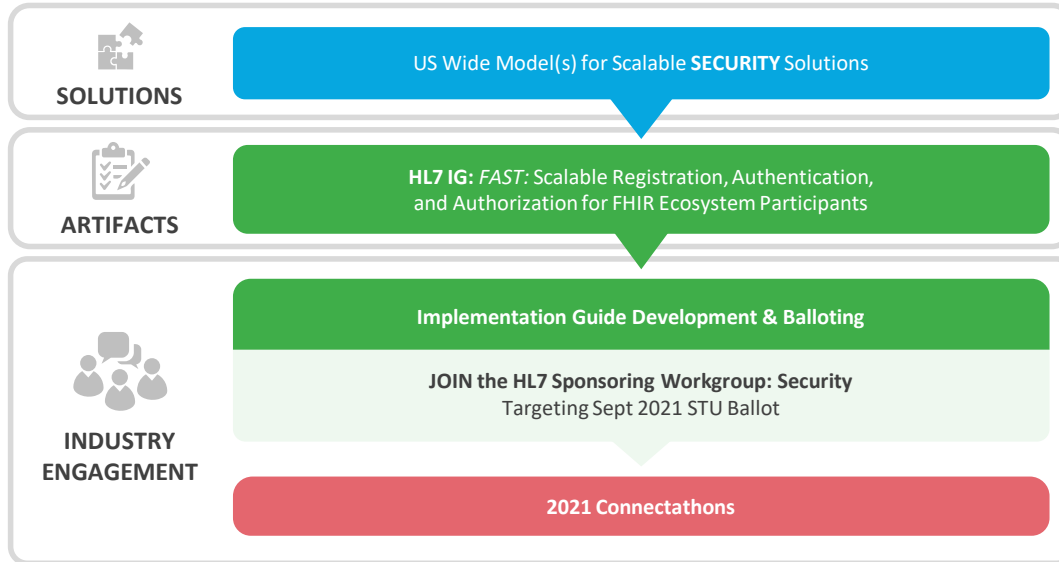 SOLUTIONS
US Wide Model(s) for Scalable SECURITY Solutions
ARTIFACTS
HL7 IG: FAST: Scalable Registration, Authentication,
and Authorization for FHIR Ecosystem Participants
INDUSTRY
ENGAGEMENT
Implementation Guide Development & Balloting
JOIN the HL7 Sponsoring Workgroup: Security
Targeting Sept 2021 STU Ballot
2021 Connectathons